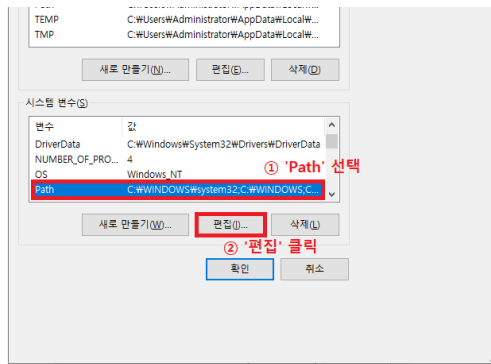 TEMP C:₩Users₩Administrator₩AppData₩Local₩...
TMP C:₩Users₩Administrator₩AppData₩Local₩...
새로 만들기(N)... 편집(E)... 삭제(D)
시스템 변수(S)
변수 값
DriverData C:₩Windows₩System32₩Drivers₩DriverData
NUMBER_OF_PRO... 4
① 'Path' 선택
OS Windows_NT
Path C:₩WINDOWS₩system32;C:₩WINDOWS;C...
새로 만들기(W)... 편집(I)... 삭제(L)
② '편집' 클릭
확인 취소